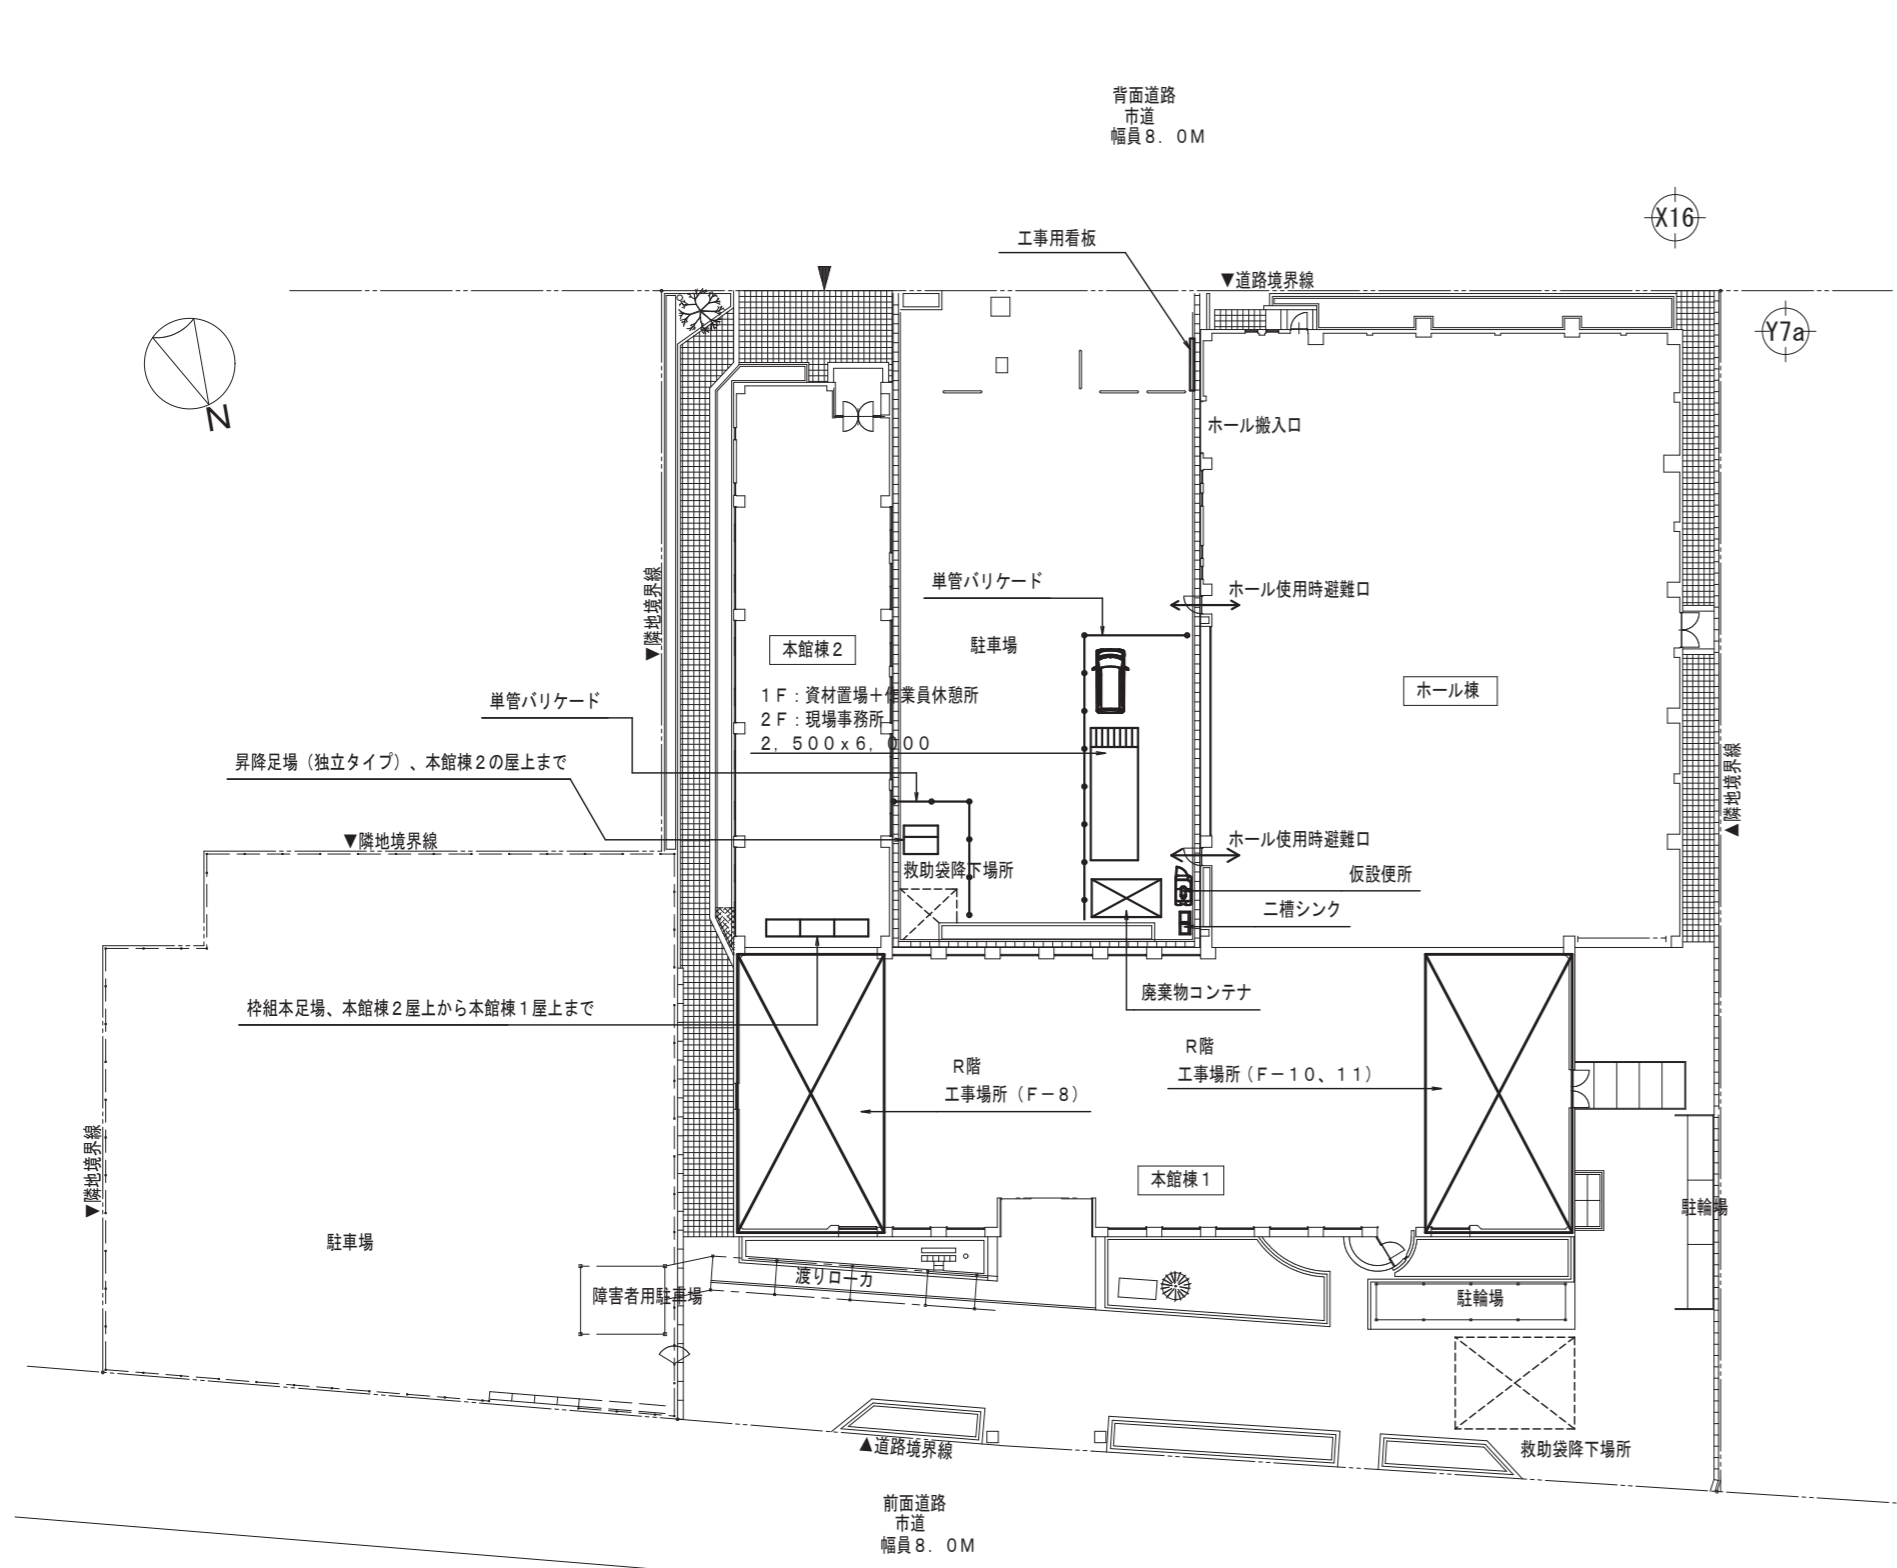 背面道路
市道
幅員８．０Ｍ
X16
工事用看板
▼道路境界線
Y7a
N
ホール搬入口
▼隣地境界線
単管バリケード
ホール使用時避難口
本館棟２
駐車場
ホール棟
単管バリケード
１Ｆ：資材置場＋作業員休憩所
２Ｆ：現場事務所
２，５００ｘ６，０００
昇降足場（独立タイプ）、本館棟２の屋上まで
▲隣地境界線
▼隣地境界線
ホール使用時避難口
救助袋降下場所
仮設便所
二槽シンク
枠組本足場、本館棟２屋上から本館棟１屋上まで
廃棄物コンテナ
Ｒ階
工事場所（Ｆ－８）
Ｒ階
工事場所（Ｆ－１０、１１）
▼隣地境界線
本館棟１
駐輪場
駐車場
渡りローカ
障害者用駐車場
駐輪場
▲道路境界線
救助袋降下場所
前面道路
市道
幅員８．０Ｍ